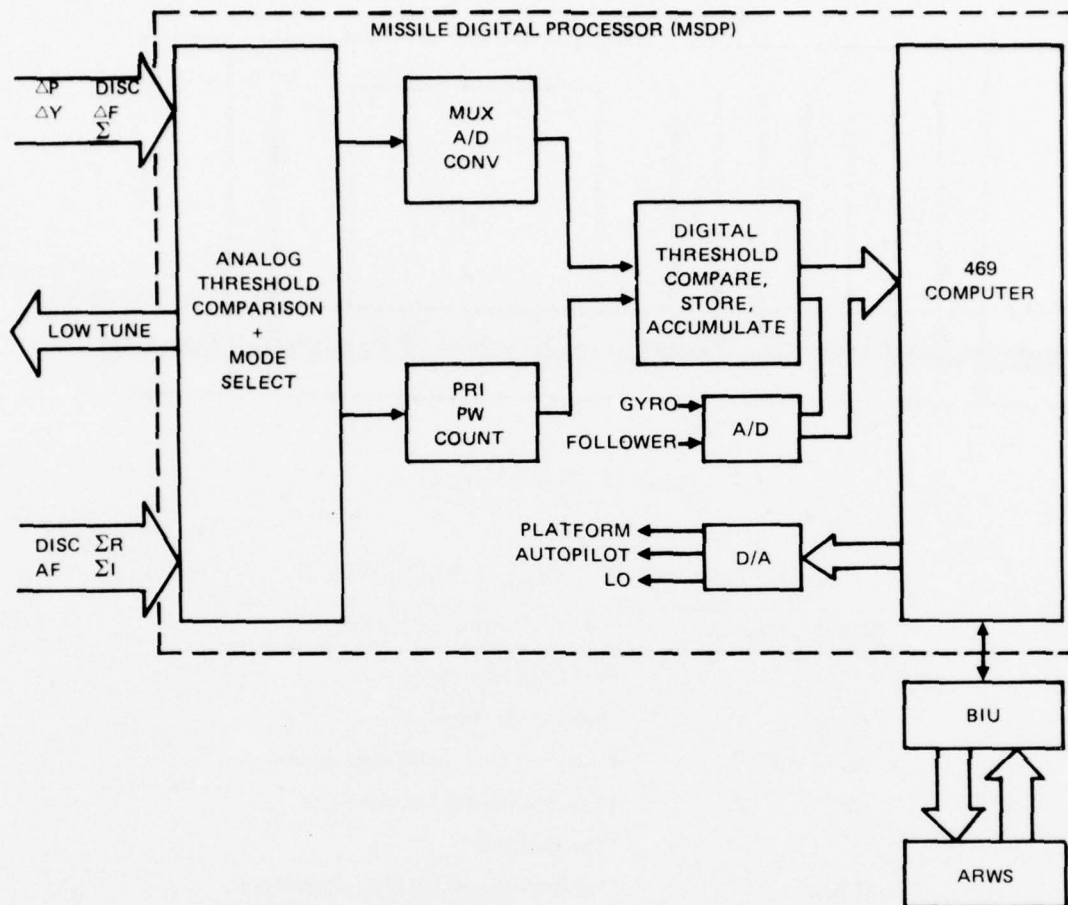 MISSILE DIGITAL PROCESSOR (MSDP)
ΔP DISC
ΔY ΔF
Σ
MUX
A/D
CONV
ANALOG
THRESHOLD
COMPARISON
+
MODE
SELECT
LOW TUNE
DIGITAL
THRESHOLD
COMPARE,
STORE,
ACCUMULATE
469
COMPUTER
PRI
PW
COUNT
GYRO
FOLLOWER
A/D
DISC ΣR
AF ΣI
PLATFORM
AUTOPILOT
LO
D/A
BIU
ARWS